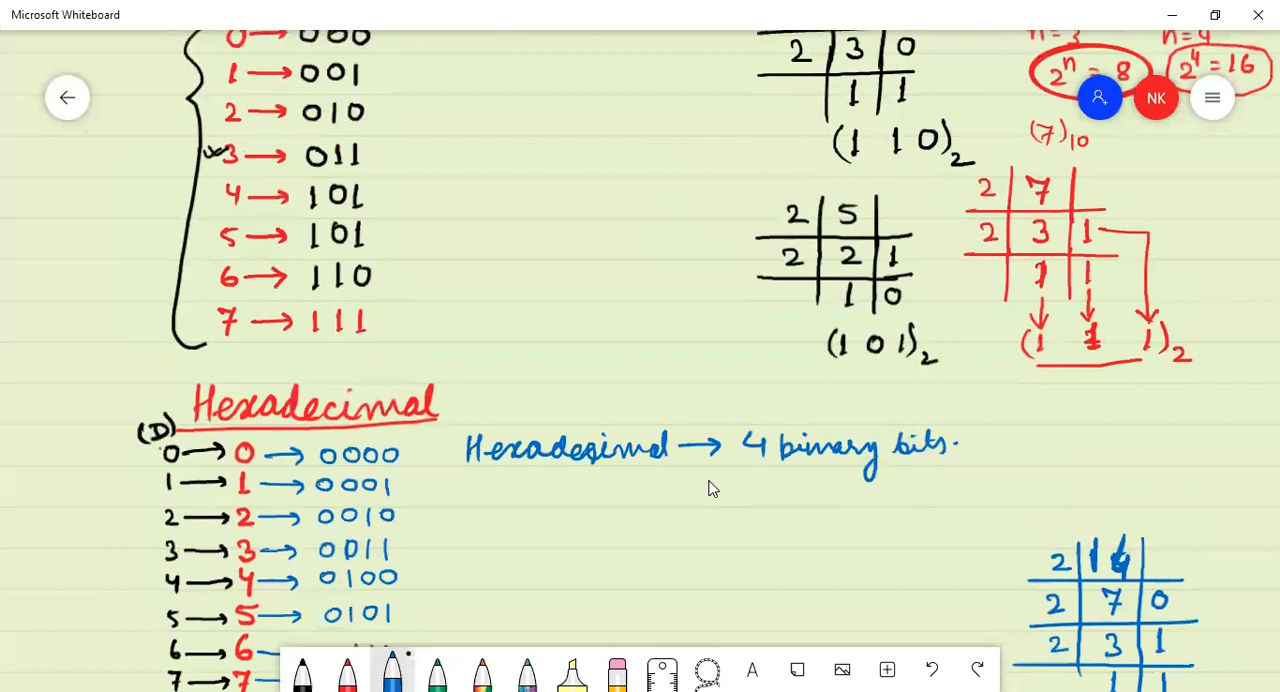 Microsoft Whiteboard
0 → 000
1 → 001
2 → 010
3 → 011
4 → 101
5 → 101
6 → 110
7 → 111
2 3 0
1 1
(1 1 0)2
2 5
2 2 1
1 0
(1 0 1)2
n=3 n=4
2^n = 8 2^4 = 16
NK
(7)10
2 7
2 3 1
1 1
(1 1 1)2
Hexadecimal
(D)
0 → 0 → 0000
1 → 1 → 0001
2 → 2 → 0010
3 → 3 → 0011
4 → 4 → 0100
5 → 5 → 0101
6 → 6
7 → 7
Hexadesimal → 4 binary bits.
2 14
2 7 0
2 3 1
1 1
A